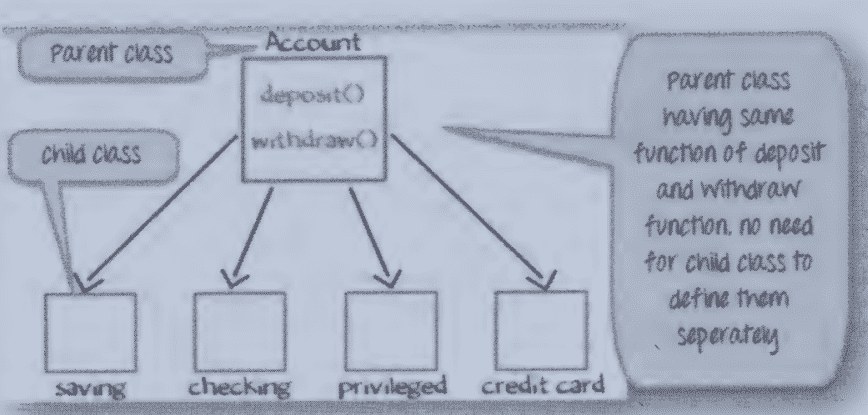 Parent class
Account
deposit()
withdraw()
child class
saving
checking
privileged
credit card
Parent class
having same
function of deposit
and withdraw
function, no need
for child class to
define them
seperately